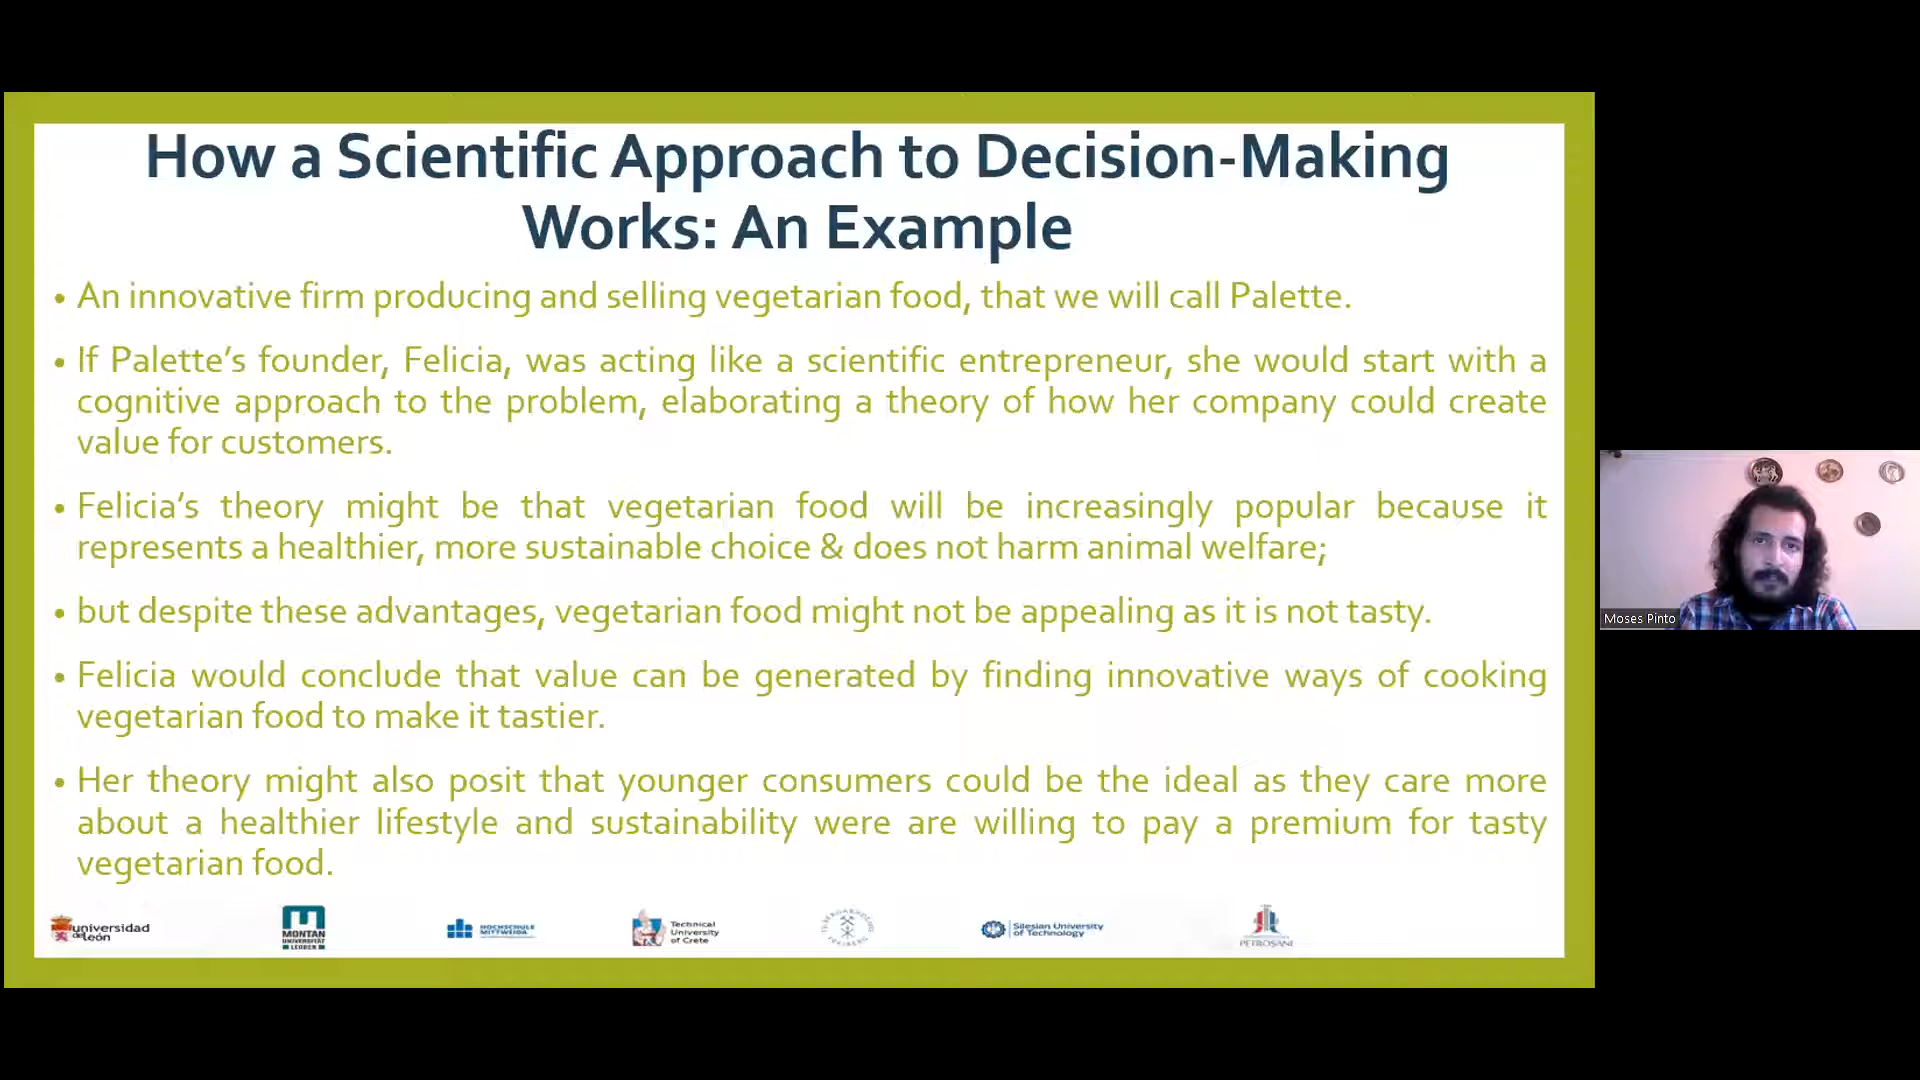 How a Scientific Approach to Decision-Making
Works: An Example
• An innovative firm producing and selling vegetarian food, that we will call Palette.
• If Palette's founder, Felicia, was acting like a scientific entrepreneur, she would start with a
cognitive approach to the problem, elaborating a theory of how her company could create
value for customers.
• Felicia's theory might be that vegetarian food will be increasingly popular because it
represents a healthier, more sustainable choice & does not harm animal welfare;
• but despite these advantages, vegetarian food might not be appealing as it is not tasty.
• Felicia would conclude that value can be generated by finding innovative ways of cooking
vegetarian food to make it tastier.
• Her theory might also posit that younger consumers could be the ideal as they care more
about a healthier lifestyle and sustainability were are willing to pay a premium for tasty
vegetarian food.
universidad
de león
MONTAN
UNIVERSITÄT
LEOBEN
HOCHSCHULE
MITTWEIDA
Technical
University
of Crete
Silesian University
of Technology
PETROȘANI
Moses Pinto